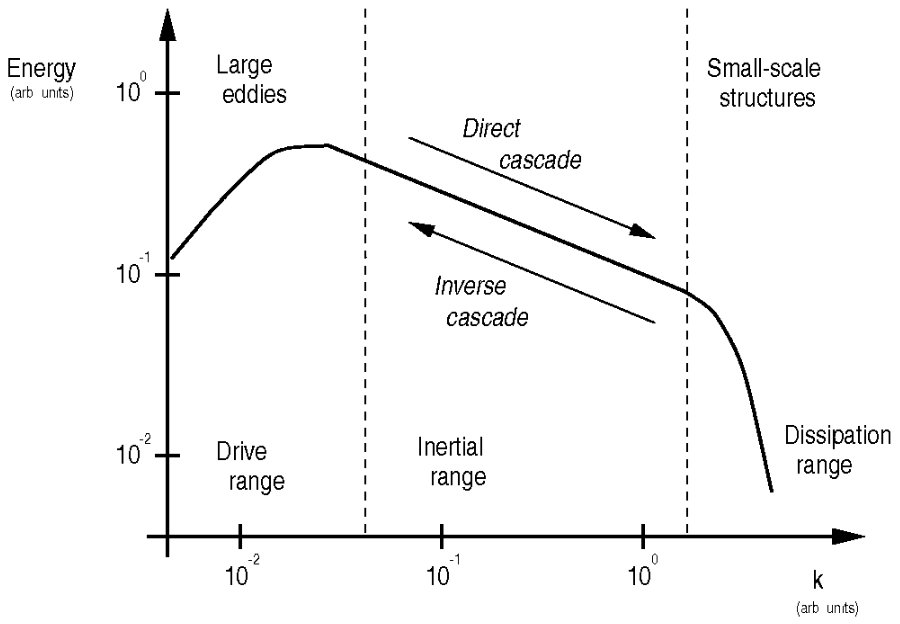 Energy
(arb units)
10^0
10^-1
10^-2
Large
eddies
Direct
cascade
Inverse
cascade
Small-scale
structures
Drive
range
Inertial
range
Dissipation
range
10^-2
10^-1
10^0
k
(arb units)